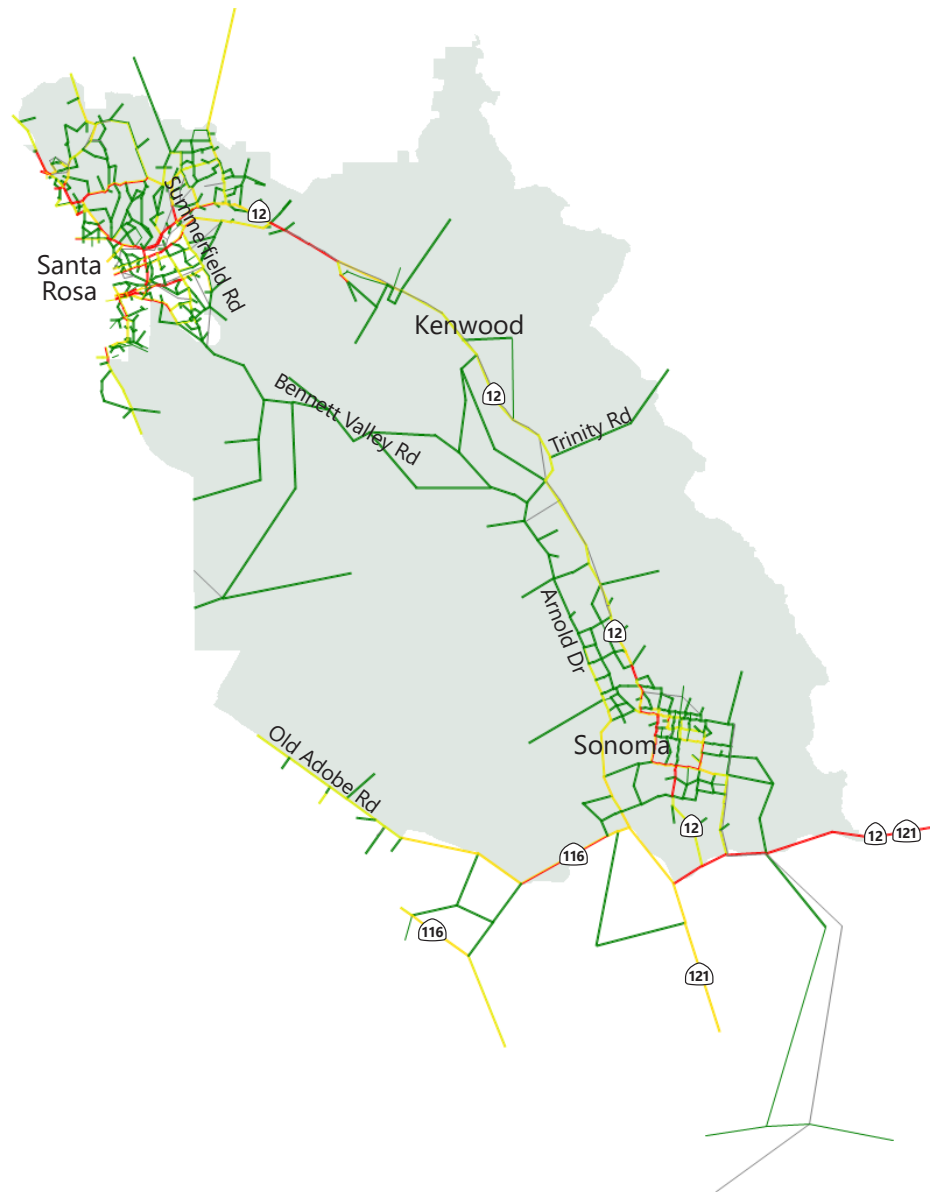 12
Summerfield Rd
Santa
Rosa
Kenwood
12
Bennett Valley Rd
Trinity Rd
Arnold Dr
12
Sonoma
Old Adobe Rd
12
12
121
116
116
121